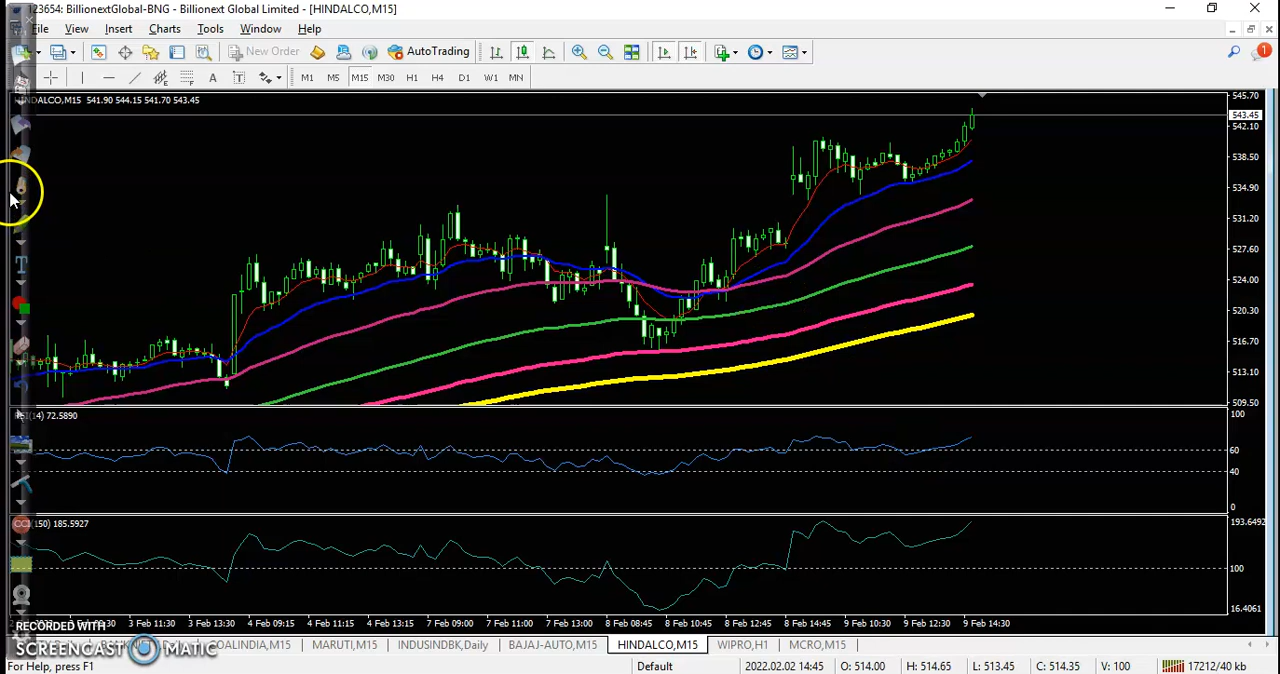 123654: BillionextGlobal-BNG - Billionext Global Limited - [HINDALCO,M15]
File View Insert Charts Tools Window Help
New Order AutoTrading 1
A T M1 M5 M15 M30 H1 H4 D1 W1 MN
HINDALCO,M15 541.90 544.15 541.70 543.45
545.70
543.45
542.10
538.50
534.90
531.20
527.60
524.00
520.30
516.70
513.10
509.50
RSI(14) 72.5890
100
60
40
0
CCI(150) 185.5927
193.6492
100
16.4061
3 Feb 11:30 3 Feb 13:30 4 Feb 09:15 4 Feb 11:15 4 Feb 13:15 7 Feb 09:00 7 Feb 11:00 7 Feb 12:45 8 Feb 08:45 8 Feb 10:45 8 Feb 12:45 8 Feb 14:45 9 Feb 10:30 9 Feb 12:30 9 Feb 14:30
RECORDED WITH
SCREENCAST MATIC
COALINDIA,M15 MARUTI,M15 INDUSINDBK,Daily BAJAJ-AUTO,M15 HINDALCO,M15 WIPRO,H1 MCRO,M15
For Help, press F1 Default 2022.02.02 14:45 O: 514.00 H: 514.65 L: 513.45 C: 514.35 V: 100 17212/40 kb